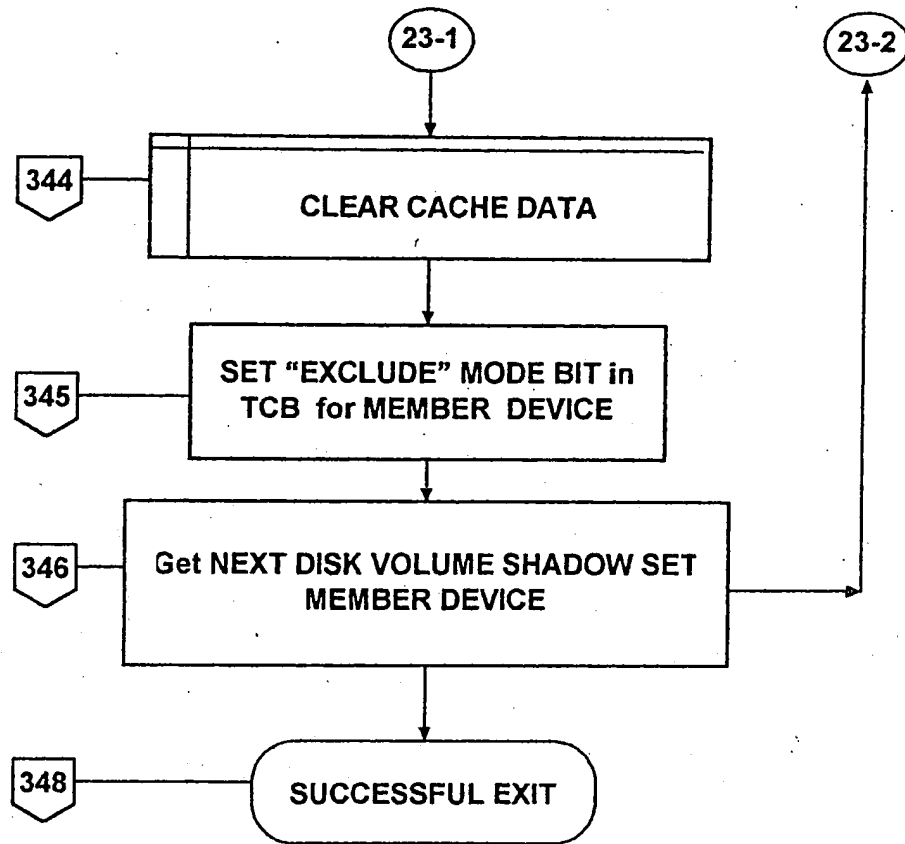 23-1
23-2
344
CLEAR CACHE DATA
345
SET “EXCLUDE” MODE BIT in
TCB for MEMBER DEVICE
346
Get NEXT DISK VOLUME SHADOW SET
MEMBER DEVICE
348
SUCCESSFUL EXIT